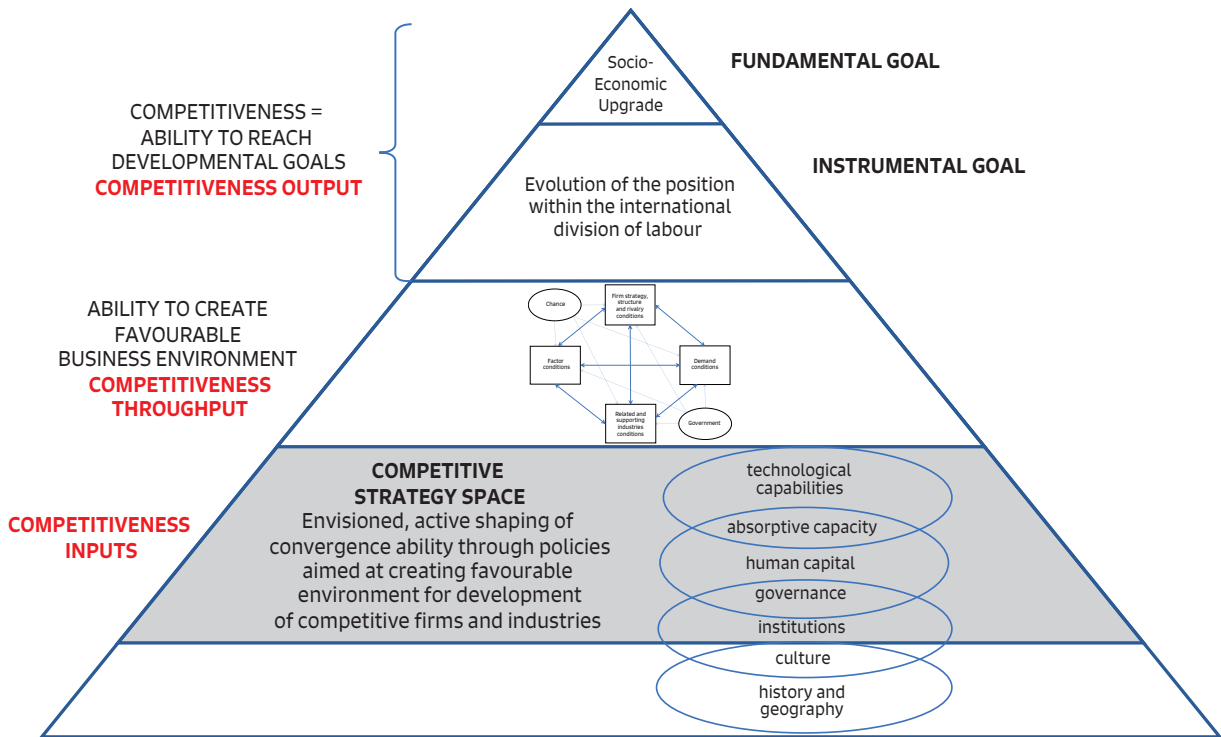 Socio-
Economic
Upgrade
FUNDAMENTAL GOAL
COMPETITIVENESS =
ABILITY TO REACH
DEVELOPMENTAL GOALS
COMPETITIVENESS OUTPUT
INSTRUMENTAL GOAL
Evolution of the position
within the international
division of labour
ABILITY TO CREATE
FAVOURABLE
BUSINESS ENVIRONMENT
COMPETITIVENESS
THROUGHPUT
Chance
Firm strategy,
structure
and rivalry
conditions
Factor
conditions
Demand
conditions
Related and
supporting
industries
conditions
Government
COMPETITIVENESS
INPUTS
COMPETITIVE
STRATEGY SPACE
Envisioned, active shaping of
convergence ability through policies
aimed at creating favourable
environment for development
of competitive firms and industries
technological
capabilities
absorptive capacity
human capital
governance
institutions
culture
history and
geography